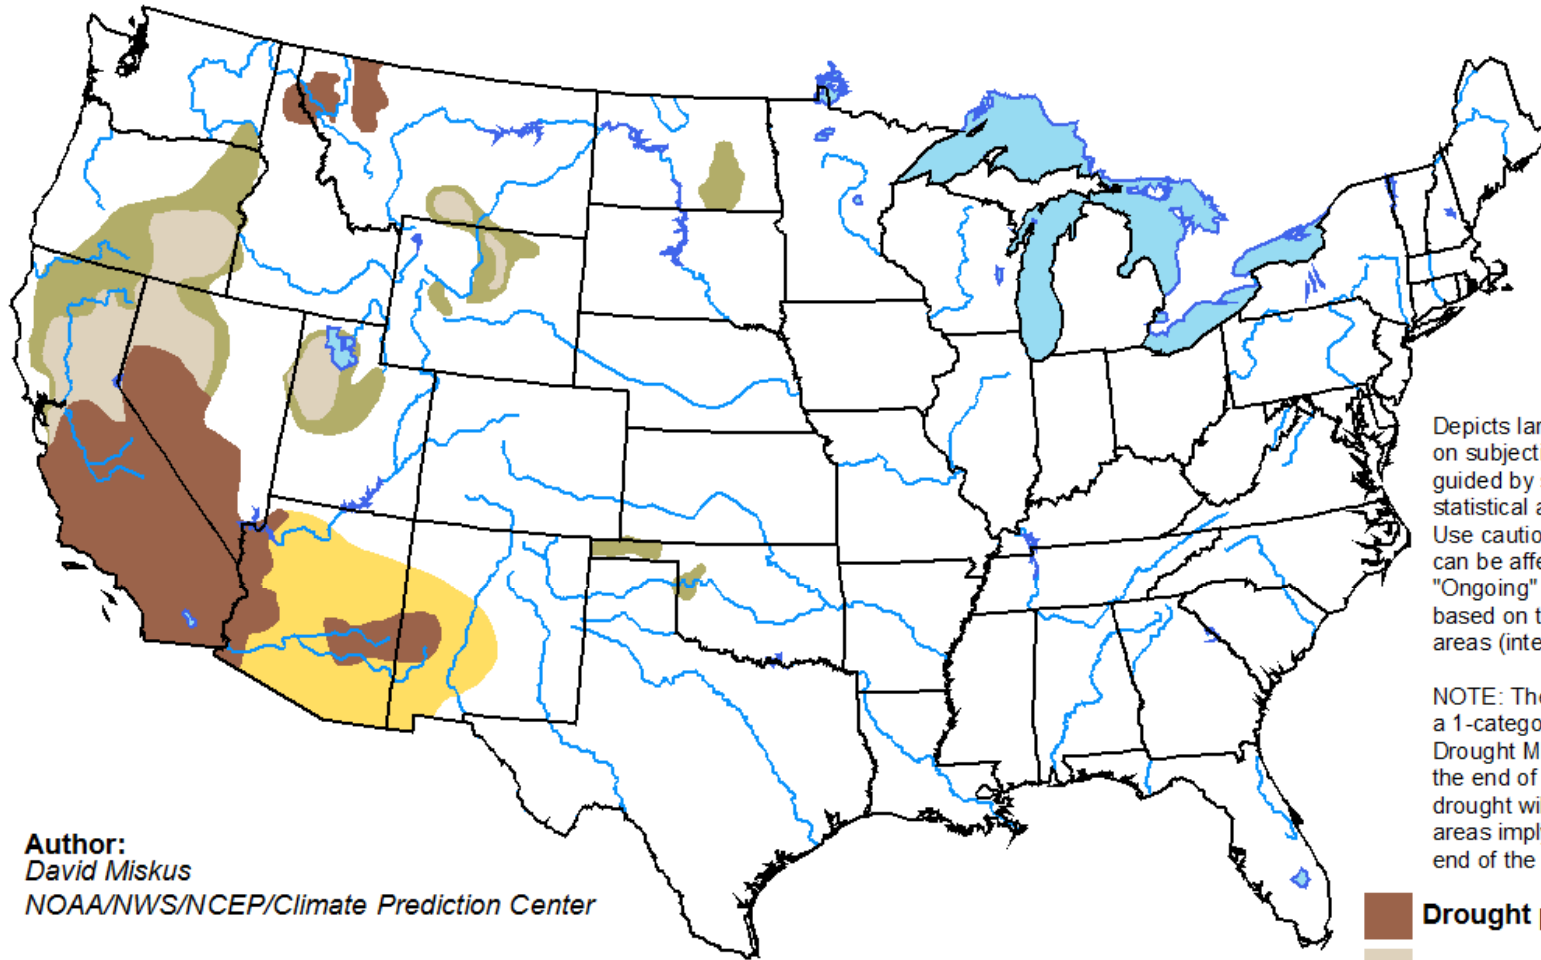 Depicts lar
on subjecti
guided by s
statistical a
Use cautio
can be affe
"Ongoing"
based on t
areas (inte
NOTE: The
a 1-catego
Drought M
the end of
drought wi
areas imply
end of the
Author:
David Miskus
NOAA/NWS/NCEP/Climate Prediction Center
Drought p